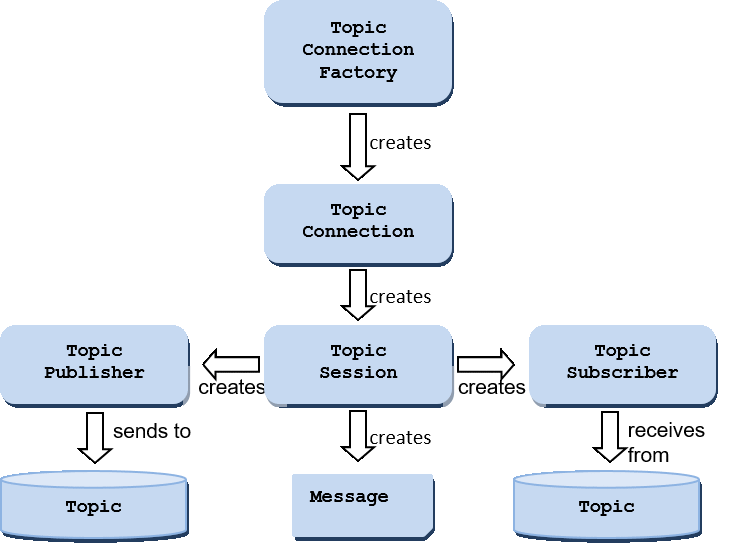 Topic
Connection
Factory
creates
Topic
Connection
creates
Topic
Publisher
creates
Topic
Session
creates
Topic
Subscriber
sends to
creates
receives
from
Topic
Message
Topic